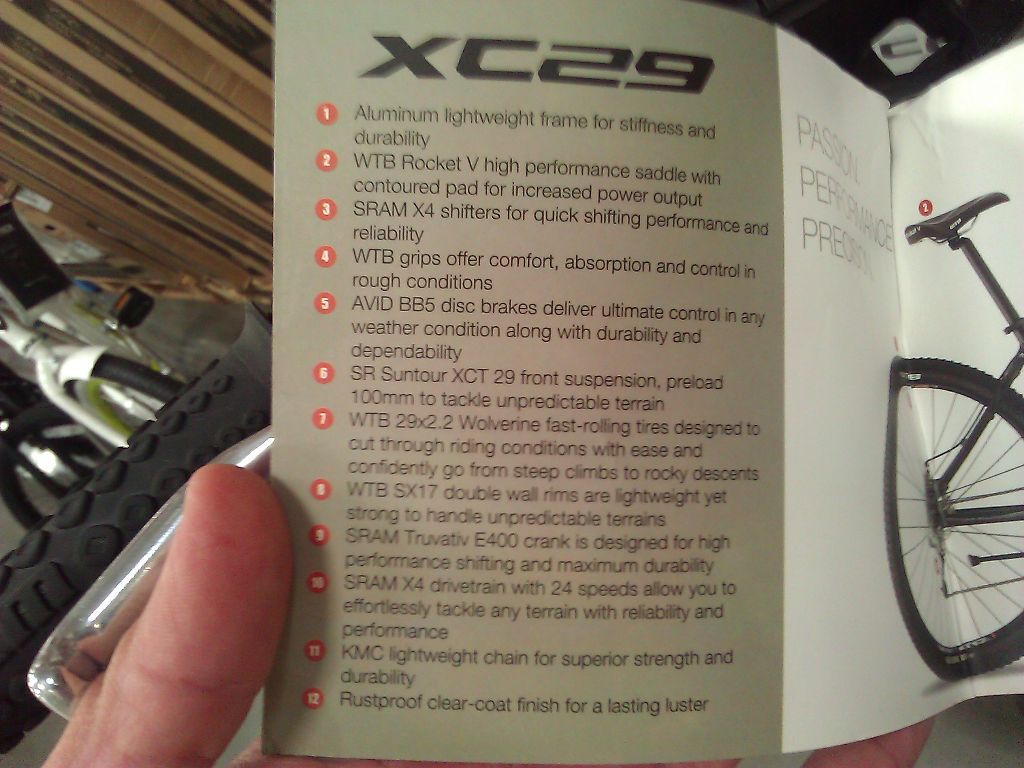 XC29
1 Aluminum lightweight frame for stiffness and
durability
2 WTB Rocket V high performance saddle with
contoured pad for increased power output
3 SRAM X4 shifters for quick shifting performance and
reliability
4 WTB grips offer comfort, absorption and control in
rough conditions
5 AVID BB5 disc brakes deliver ultimate control in any
weather condition along with durability and
dependability
6 SR Suntour XCT 29 front suspension, preload
100mm to tackle unpredictable terrain
7 WTB 29x2.2 Wolverine fast-rolling tires designed to
cut through riding conditions with ease and
confidently go from steep climbs to rocky descents
8 WTB SX17 double wall rims are lightweight yet
strong to handle unpredictable terrains
9 SRAM Truvativ E400 crank is designed for high
performance shifting and maximum durability
10 SRAM X4 drivetrain with 24 speeds allow you to
effortlessly tackle any terrain with reliability and
performance
11 KMC lightweight chain for superior strength and
durability
12 Rustproof clear-coat finish for a lasting luster
PASSION.
PERFORMANCE
PRECISION.
2